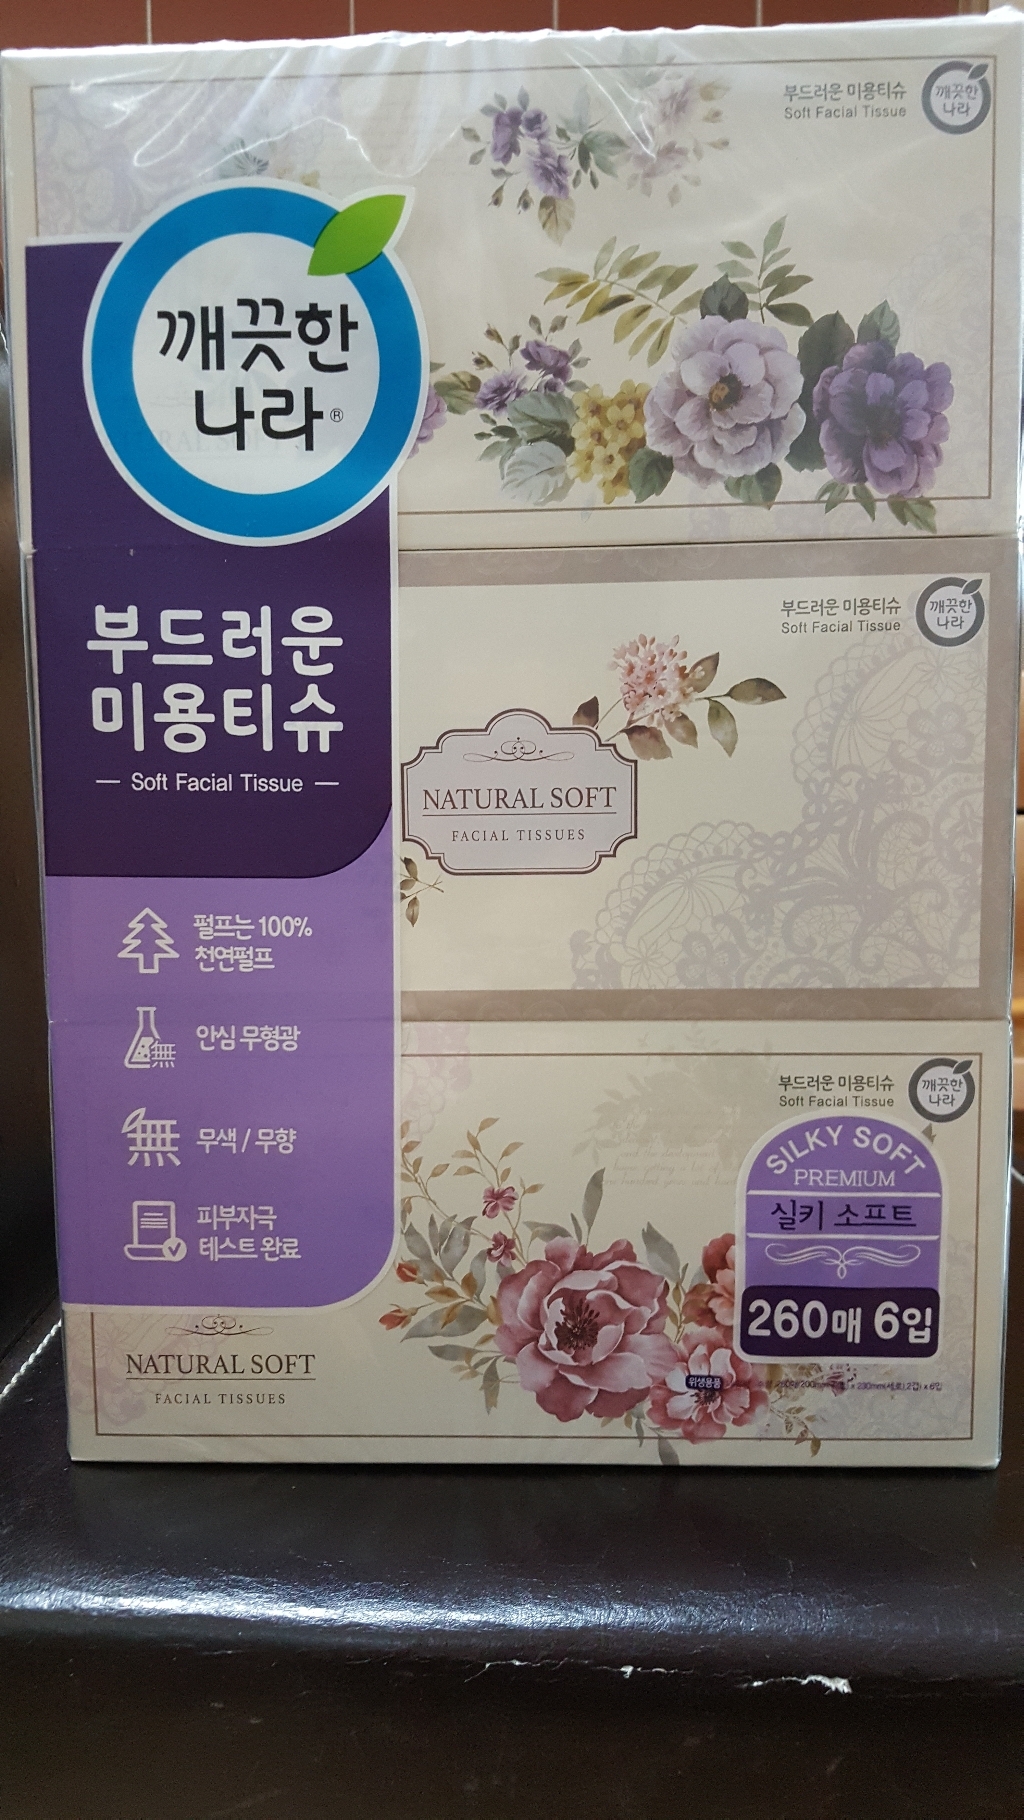 부드러운 미용티슈
Soft Facial Tissue
깨끗한
나라
깨끗한
나라®
부드러운
미용티슈
Soft Facial Tissue
부드러운 미용티슈
Soft Facial Tissue
깨끗한
나라
NATURAL SOFT
FACIAL TISSUES
펄프는 100%
천연펄프
안심 무형광
無
無 무색 / 무향
피부자극
테스트 완료
부드러운 미용티슈
Soft Facial Tissue
깨끗한
나라
SILKY SOFT
PREMIUM
실키 소프트
260매 6입
NATURAL SOFT
FACIAL TISSUES
위생용품